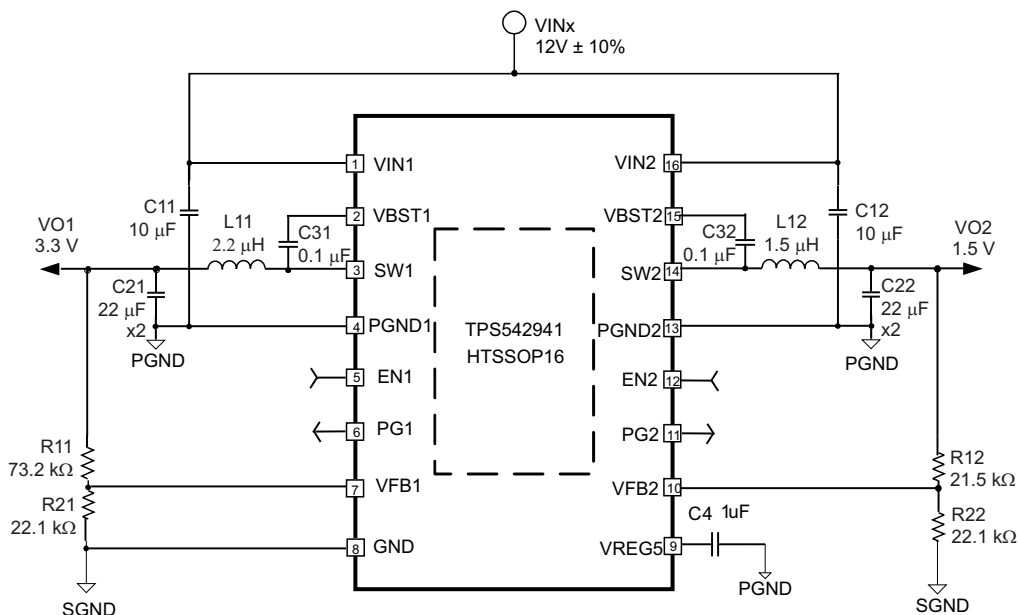 VINx
12V ± 10%
1
VIN1
VIN2
16
C11
10 μF
2
VBST1
VBST2
15
C12
10 μF
VO1
3.3 V
L11
2.2 μH
C31
0.1 μF
C32
0.1 μF
L12
1.5 μH
VO2
1.5 V
3
SW1
SW2
14
C21
22 μF
x2
C22
22 μF
x2
4
PGND1
PGND2
13
TPS542941
HTSSOP16
PGND
PGND
5
EN1
EN2
12
6
PG1
PG2
11
R11
73.2 kΩ
R12
21.5 kΩ
7
VFB1
VFB2
10
R21
22.1 kΩ
C4 1uF
R22
22.1 kΩ
8
GND
VREG5
9
PGND
SGND
SGND